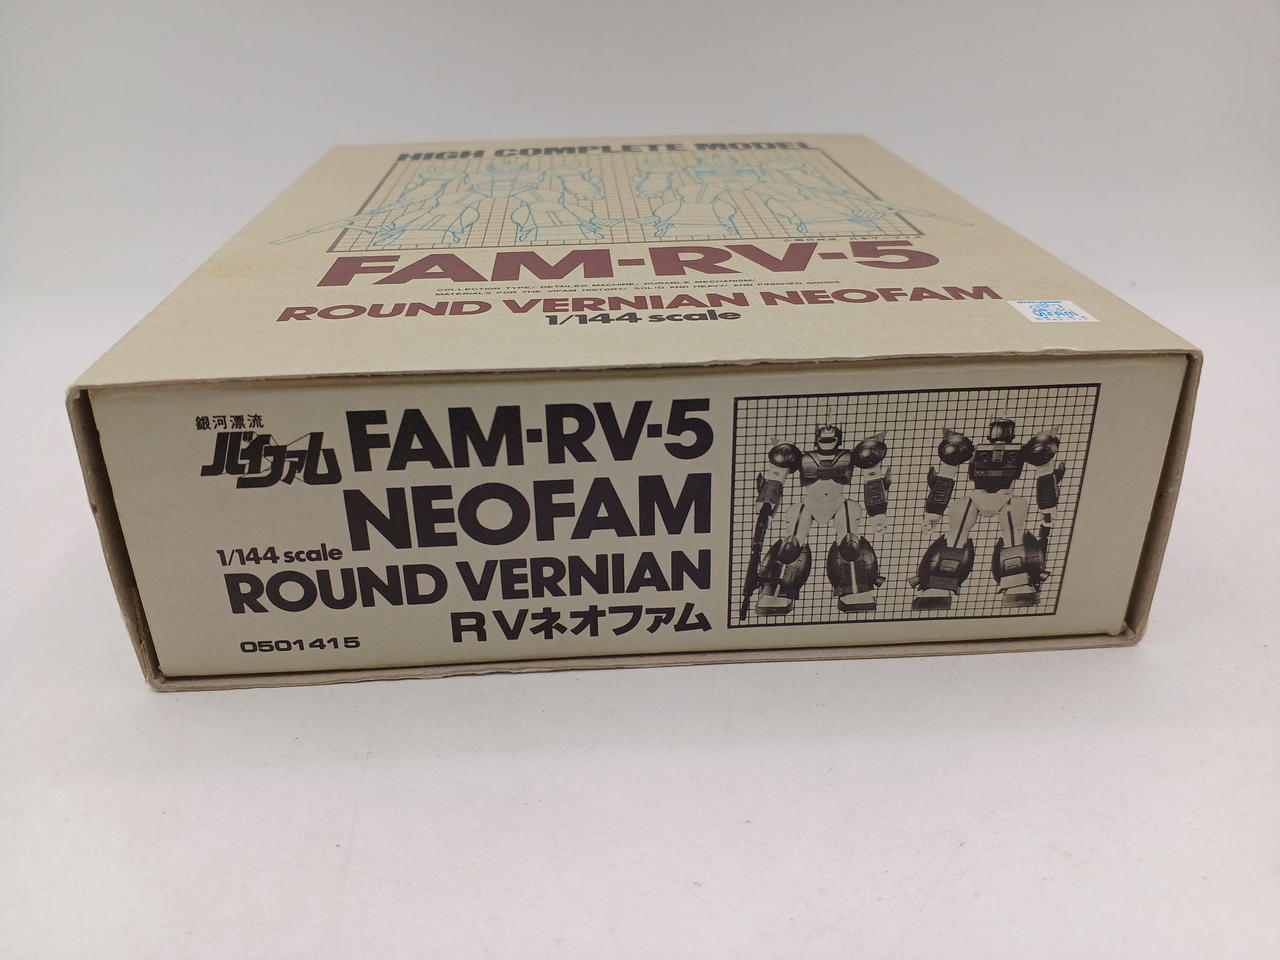 HIGH COMPLETE MODEL
FAM-RV-5
COLLECTION TYPE/ DETAILED MACHINE/ DURABLE MECHANISM/
MATERIALS FOR THE VIFAM HISTORY/ SOLID AND HEAVY/ AND FINISHED GOODS
ROUND VERNIAN NEOFAM
1/144 scale
VIFAM
銀河漂流
バイファム
FAM-RV-5
NEOFAM
1/144 scale
ROUND VERNIAN
RVネオファム
0501415